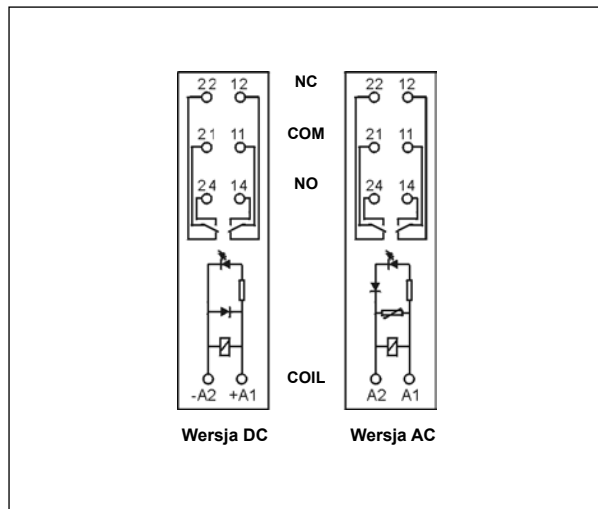 22 12 NC 22 12
21 11 COM 21 11
24 14 NO 24 14
-A2 +A1 COIL A2 A1
Wersja DC Wersja AC